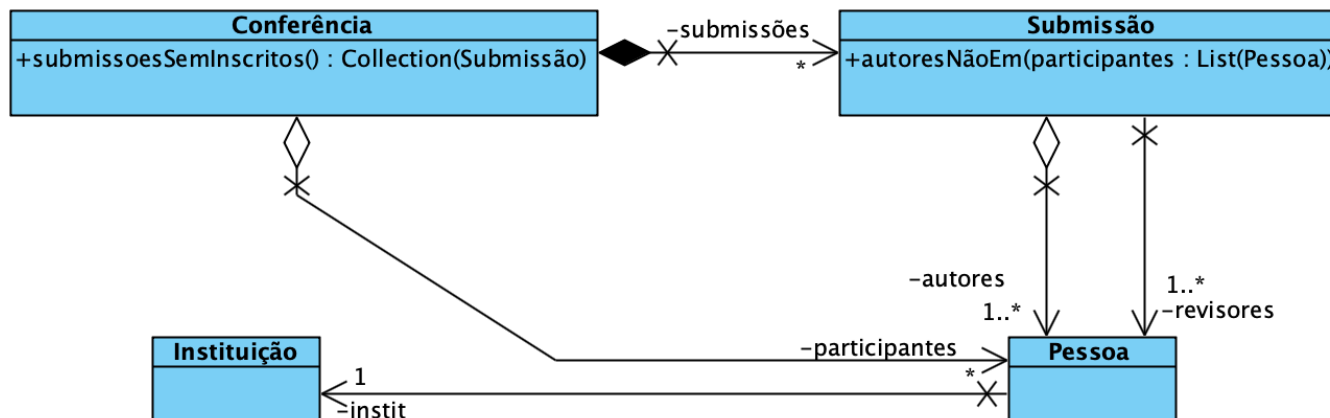 Conferência
+submissoesSemInscritos() : Collection(Submissão)
-submissões
*
Submissão
+autoresNãoEm(participantes : List(Pessoa))
-autores
1..*
1..*
-revisores
-participantes
*
Instituição
1
-instit
Pessoa